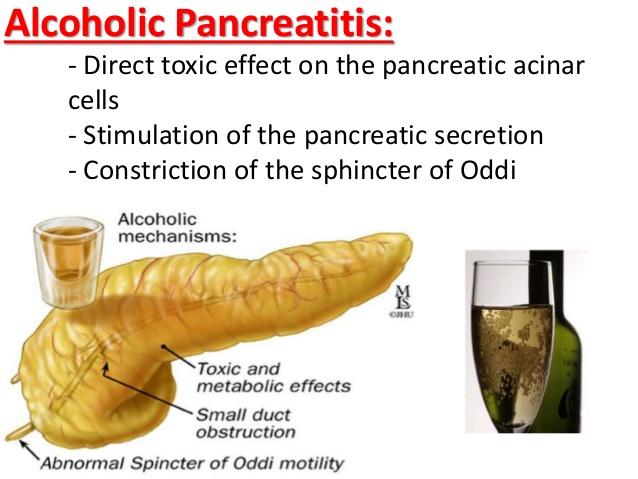 Alcoholic Pancreatitis:
- Direct toxic effect on the pancreatic acinar
cells
- Stimulation of the pancreatic secretion
- Constriction of the sphincter of Oddi
Alcoholic
mechanisms:
©JHU
Toxic and
metabolic effects
Small duct
obstruction
Abnormal Spincter of Oddi motility